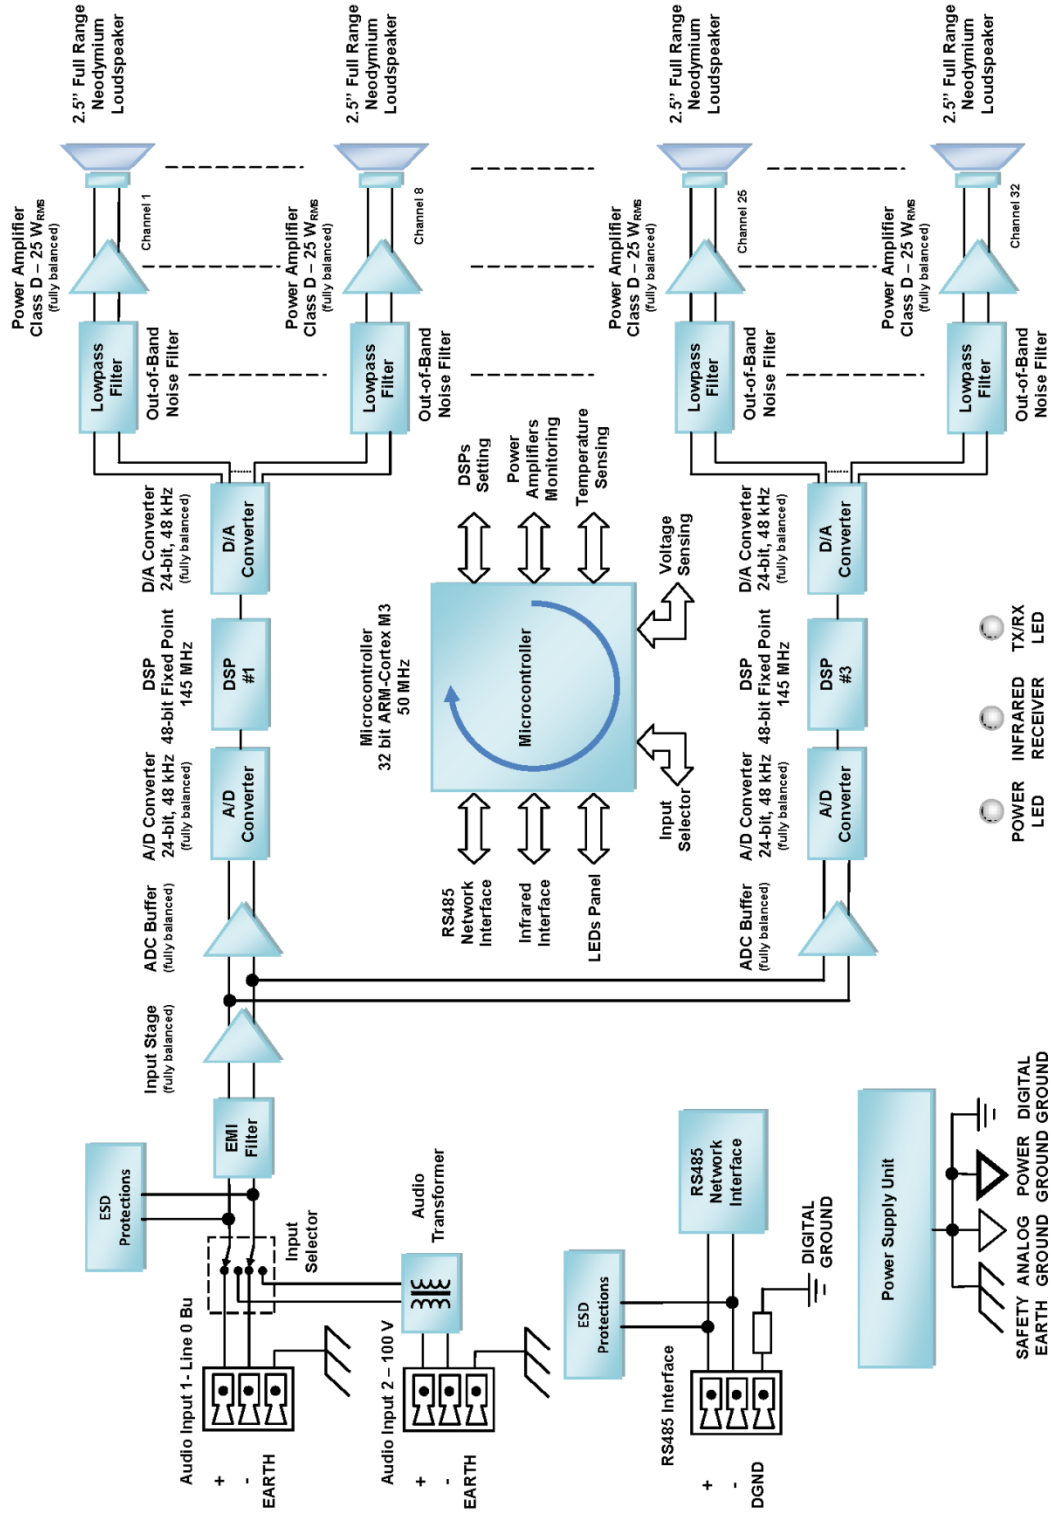 Audio Input 1- Line 0 Bu
+
-
EARTH
Audio Input 2 – 100 V
+
-
EARTH
RS485 Interface
+
-
DGND
ESD
Protections
Input
Selector
Audio
Transformer
EMI
Filter
Input Stage
(fully balanced)
ADC Buffer
(fully balanced)
A/D Converter
24-bit, 48 kHz
(fully balanced)
A/D
Converter
DSP
48-bit Fixed Point
145 MHz
DSP
#1
D/A Converter
24-bit, 48 kHz
(fully balanced)
D/A
Converter
Lowpass
Filter
Out-of-Band
Noise Filter
Power Amplifier
Class D – 25 WRMS
(fully balanced)
Channel 1
2.5” Full Range
Neodymium
Loudspeaker
Lowpass
Filter
Out-of-Band
Noise Filter
Power Amplifier
Class D – 25 WRMS
(fully balanced)
Channel 8
2.5” Full Range
Neodymium
Loudspeaker
Microcontroller
32 bit ARM-Cortex M3
50 MHz
Microcontroller
RS485
Network
Interface
Infrared
Interface
LEDs Panel
DSPs
Setting
Power
Amplifiers
Monitoring
Temperature
Sensing
Input
Selector
Voltage
Sensing
ESD
Protections
RS485
Network
Interface
DIGITAL
GROUND
ADC Buffer
(fully balanced)
A/D Converter
24-bit, 48 kHz
(fully balanced)
A/D
Converter
DSP
48-bit Fixed Point
145 MHz
DSP
#3
D/A Converter
24-bit, 48 kHz
(fully balanced)
D/A
Converter
Lowpass
Filter
Out-of-Band
Noise Filter
Power Amplifier
Class D – 25 WRMS
(fully balanced)
Channel 25
2.5” Full Range
Neodymium
Loudspeaker
Lowpass
Filter
Out-of-Band
Noise Filter
Power Amplifier
Class D – 25 WRMS
(fully balanced)
Channel 32
2.5” Full Range
Neodymium
Loudspeaker
Power Supply Unit
SAFETY
EARTH
ANALOG
GROUND
POWER
GROUND
DIGITAL
GROUND
POWER
LED
INFRARED
RECEIVER
TX/RX
LED